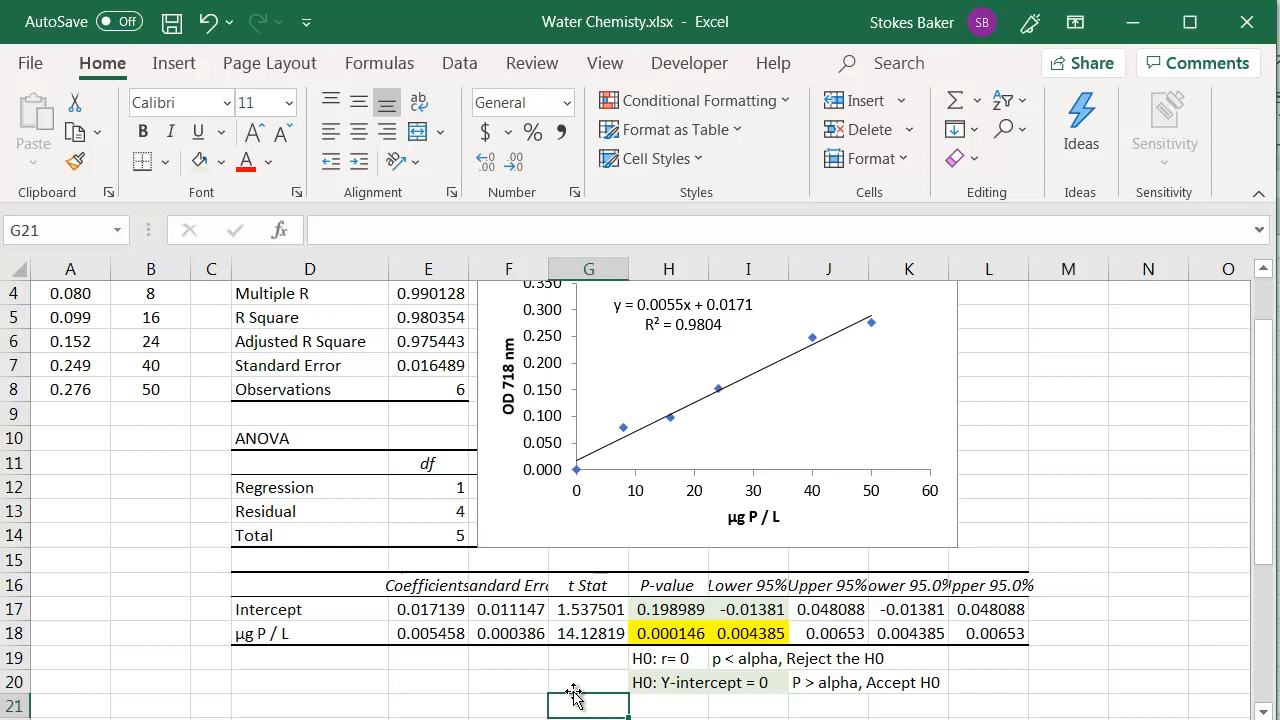 AutoSave Off Water Chemisty.xlsx - Excel Stokes Baker SB
File Home Insert Page Layout Formulas Data Review View Developer Help Search Share Comments
Paste
Calibri 11
B I U A A A
ab
General
$ % 9
Conditional Formatting
Format as Table
Cell Styles
Insert
Delete
Format
Ideas
Sensitivity
Clipboard Font Alignment Number Styles Cells Editing Ideas Sensitivity
G21 fx
A B C D E F G H I J K L M N O
4 0.080 8 Multiple R 0.990128
5 0.099 16 R Square 0.980354
6 0.152 24 Adjusted R Square 0.975443
7 0.249 40 Standard Error 0.016489
8 0.276 50 Observations 6
9
10 ANOVA
11 df
12 Regression 1
13 Residual 4
14 Total 5
0.350
0.300
0.250
0.200
0.150
0.100
0.050
0.000
OD 718 nm
y = 0.0055x + 0.0171
R² = 0.9804
0 10 20 30 40 50 60
µg P / L
15
16 Coefficients andard Erro t Stat P-value Lower 95% Upper 95% ower 95.0% Upper 95.0%
17 Intercept 0.017139 0.011147 1.537501 0.198989 -0.01381 0.048088 -0.01381 0.048088
18 µg P / L 0.005458 0.000386 14.12819 0.000146 0.004385 0.00653 0.004385 0.00653
19 H0: r= 0 p < alpha, Reject the H0
20 H0: Y-intercept = 0 P > alpha, Accept H0
21